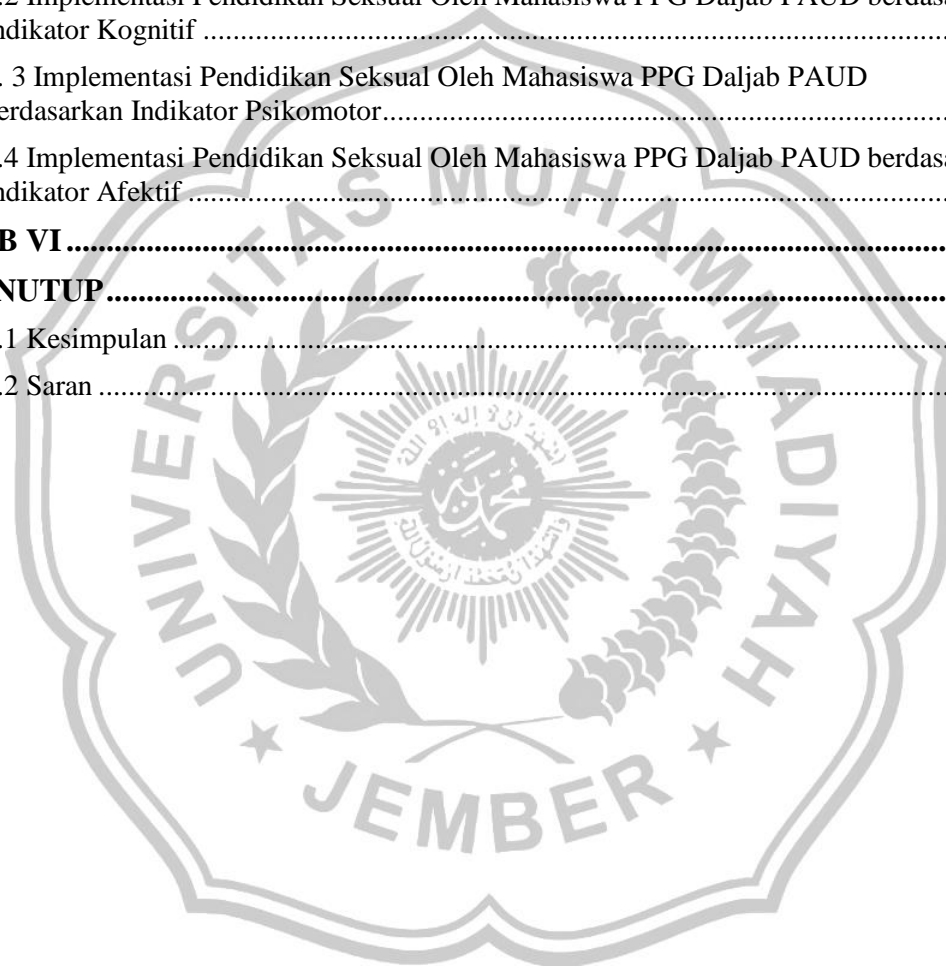 .2 Implementasi Pendidikan Seksual Oleh Mahasiswa PPG Daljab PAUD berdasa
ndikator Kognitif ........................................................................................................
. 3 Implementasi Pendidikan Seksual Oleh Mahasiswa PPG Daljab PAUD
erdasarkan Indikator Psikomotor..........................................................................
.4 Implementasi Pendidikan Seksual Oleh Mahasiswa PPG Daljab PAUD berdasa
ndikator Afektif ..........................................................................................................
B VI ..........................................................................................................................
NUTUP.....................................................................................................................
.1 Kesimpulan ............................................................................................................
.2 Saran ......................................................................................................................
UNIVERSITAS MUHAMMADIYAH
JEMBER